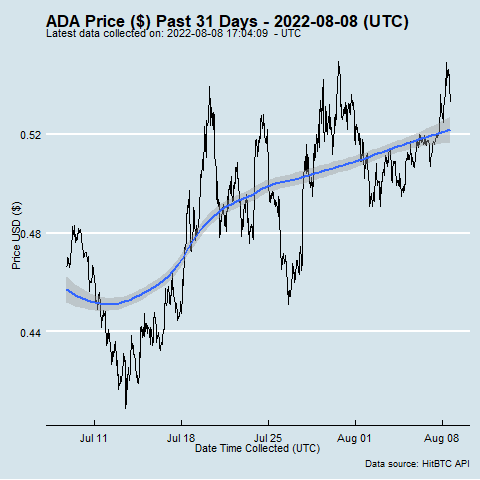 ADA Price ($) Past 31 Days - 2022-08-08 (UTC)
Latest data collected on: 2022-08-08 17:04:09 - UTC
0.52
0.48
0.44
Price USD ($)
Jul 11 Jul 18 Jul 25 Aug 01 Aug 08
Date Time Collected (UTC)
Data source: HitBTC API